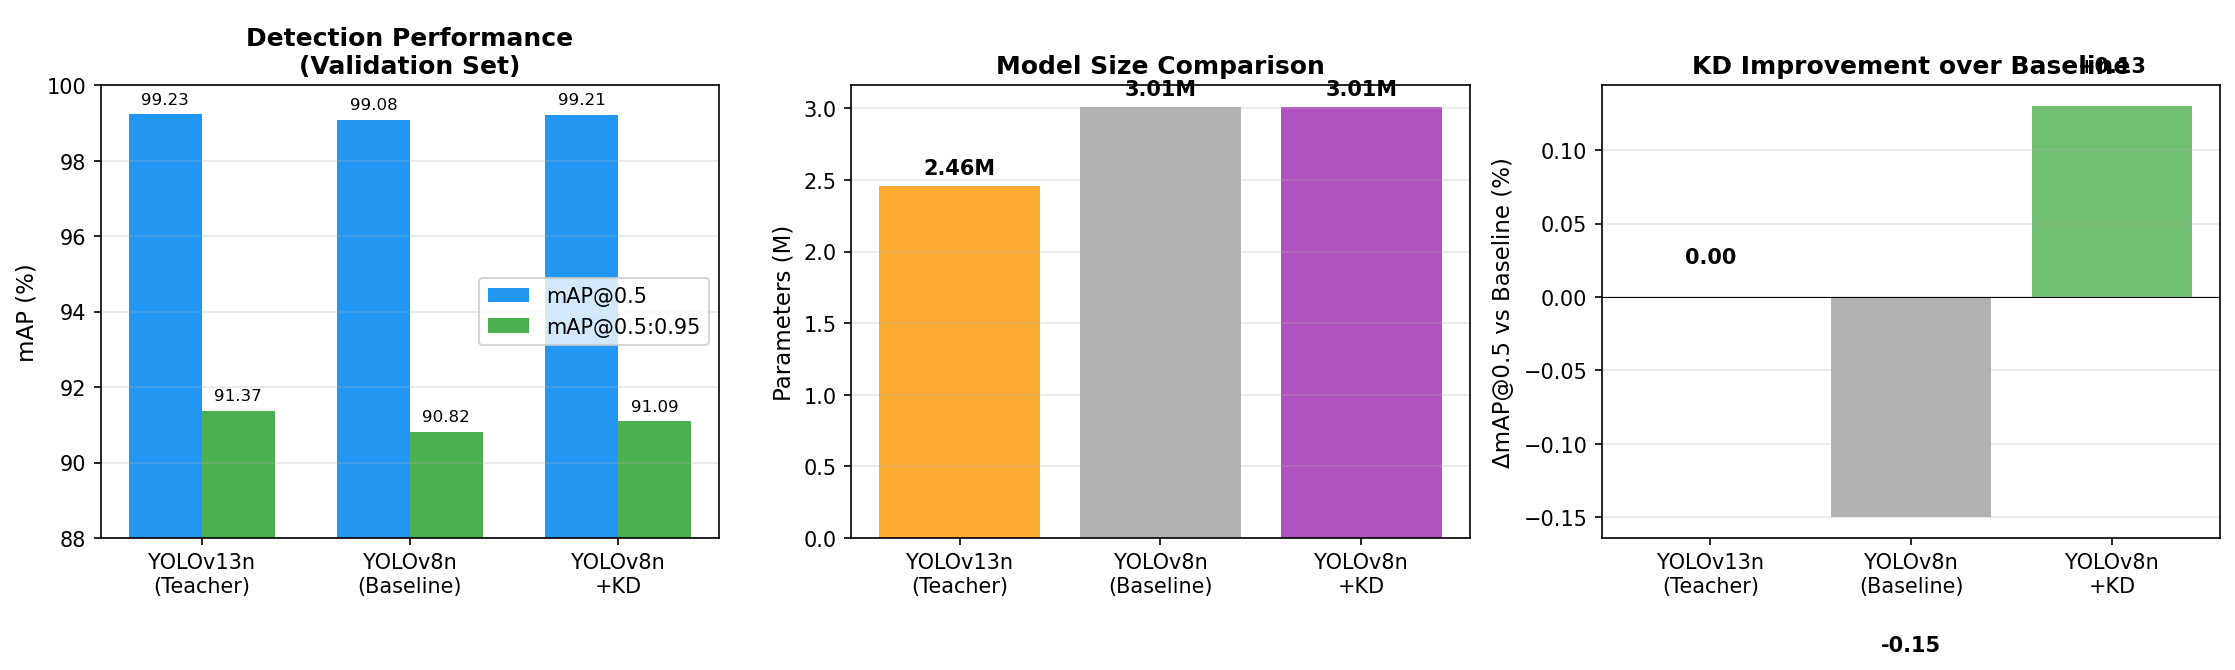 Detection Performance
(Validation Set)
mAP (%)
100
98
96
94
92
90
88
99.23
99.08
99.21
91.37
90.82
91.09
mAP@0.5
mAP@0.5:0.95
YOLOv13n
(Teacher)
YOLOv8n
(Baseline)
YOLOv8n
+KD
Model Size Comparison
Parameters (M)
3.0
2.5
2.0
1.5
1.0
0.5
0.0
2.46M
3.01M
3.01M
YOLOv13n
(Teacher)
YOLOv8n
(Baseline)
YOLOv8n
+KD
KD Improvement over Baseline
+0.13
ΔmAP@0.5 vs Baseline (%)
0.10
0.05
0.00
−0.05
−0.10
−0.15
0.00
YOLOv13n
(Teacher)
YOLOv8n
(Baseline)
YOLOv8n
+KD
-0.15